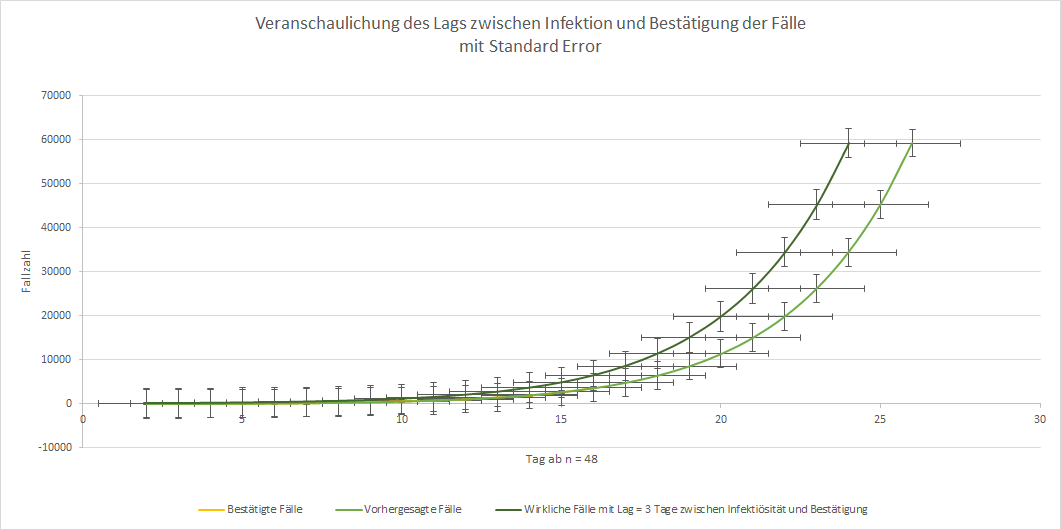 Veranschaulichung des Lags zwischen Infektion und Bestätigung der Fälle
mit Standard Error
70000
60000
50000
40000
30000
20000
10000
0
-10000
Fallzahl
0 5 10 15 20 25 30
Tag ab n = 48
Bestätigte Fälle Vorhergesagte Fälle Wirkliche Fälle mit Lag = 3 Tage zwischen Infektiösität und Bestätigung